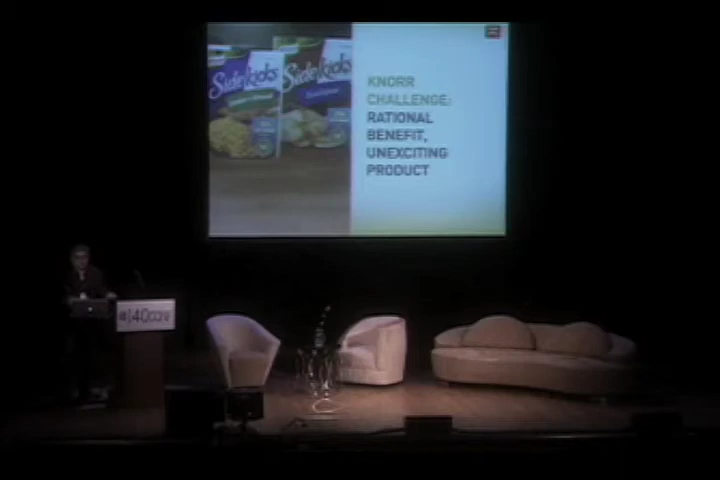 Sidekicks
Sidekicks
KNORR
CHALLENGE:
RATIONAL
BENEFIT,
UNEXCITING
PRODUCT
#140conf